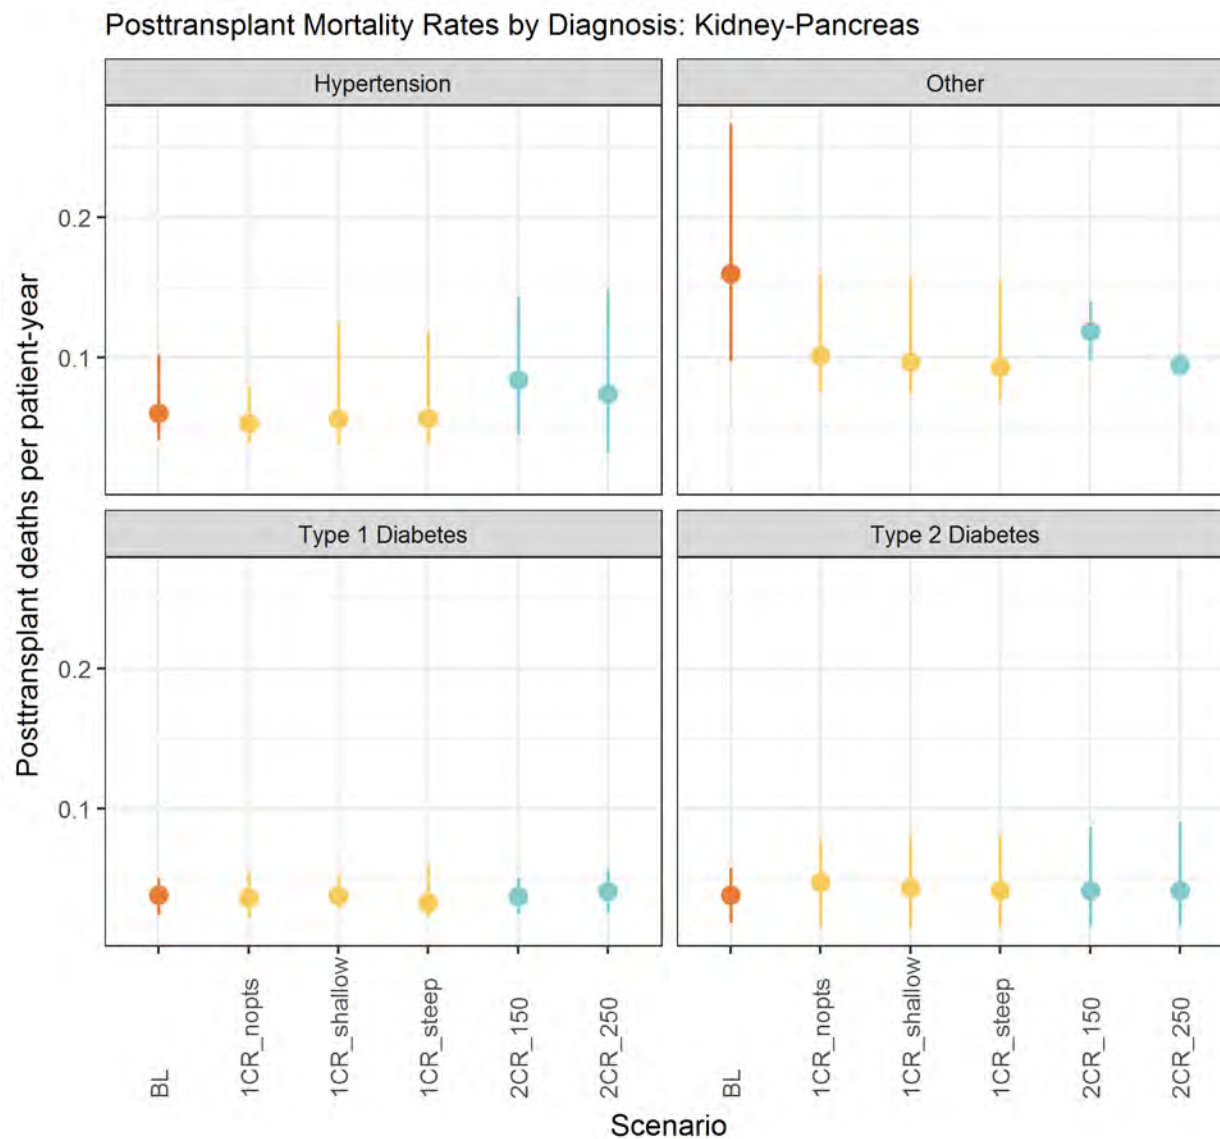 Posttransplant Mortality Rates by Diagnosis: Kidney-Pancreas
Hypertension
Other
0.2
0.1
Type 1 Diabetes
Type 2 Diabetes
0.2
0.1
Posttransplant deaths per patient-year
BL
1CR_nopts
1CR_shallow
1CR_steep
2CR_150
2CR_250
BL
1CR_nopts
1CR_shallow
1CR_steep
2CR_150
2CR_250
Scenario